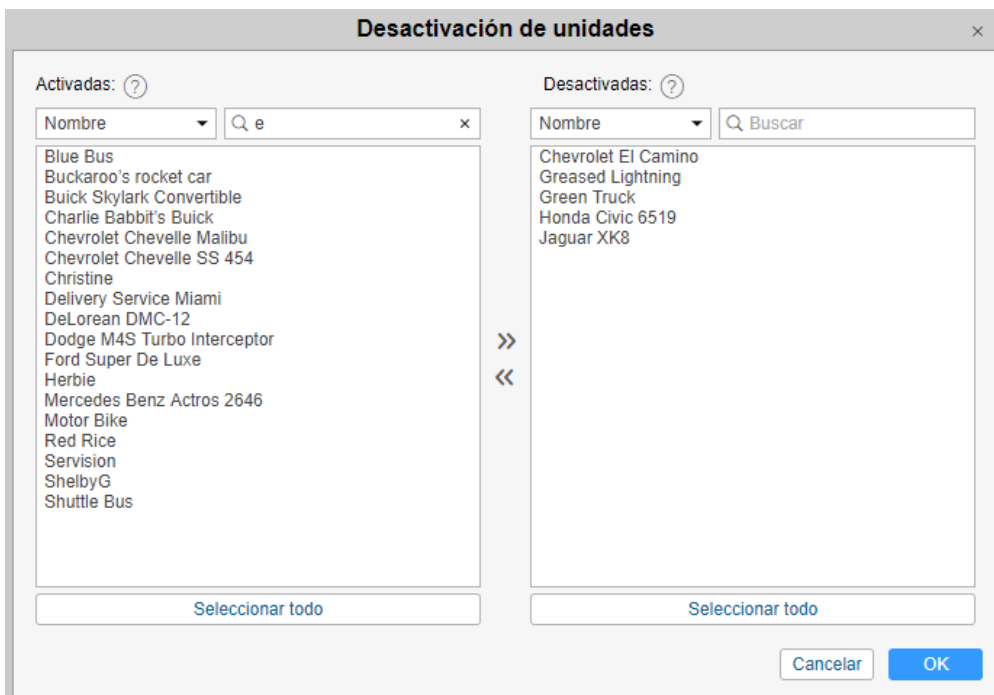 Desactivación de unidades
×
Activadas: ?
Nombre
e
×
Blue Bus
Buckaroo's rocket car
Buick Skylark Convertible
Charlie Babbit's Buick
Chevrolet Chevelle Malibu
Chevrolet Chevelle SS 454
Christine
Delivery Service Miami
DeLorean DMC-12
Dodge M4S Turbo Interceptor
Ford Super De Luxe
Herbie
Mercedes Benz Actros 2646
Motor Bike
Red Rice
Servision
ShelbyG
Shuttle Bus
Seleccionar todo
»
«
Desactivadas: ?
Nombre
Buscar
Chevrolet El Camino
Greased Lightning
Green Truck
Honda Civic 6519
Jaguar XK8
Seleccionar todo
Cancelar
OK